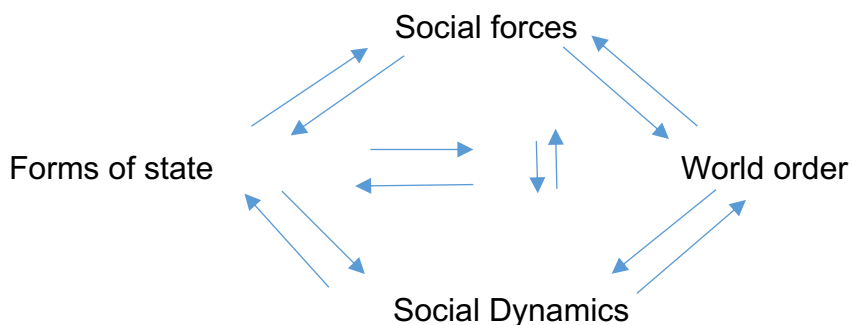 Social forces
Forms of state
World order
Social Dynamics